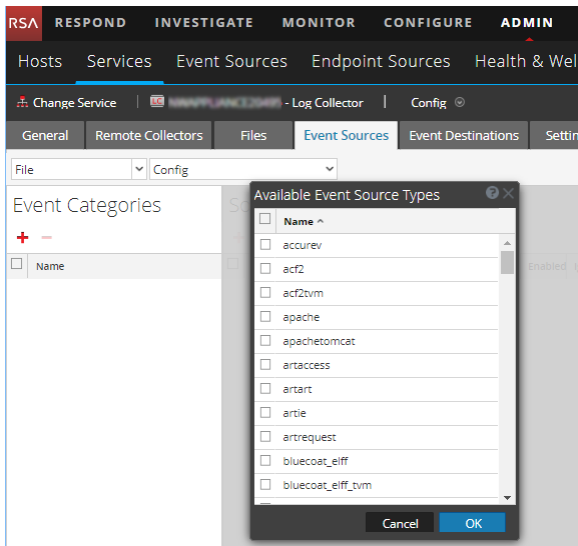 RSA RESPOND INVESTIGATE MONITOR CONFIGURE ADMIN
Hosts Services Event Sources Endpoint Sources Health & Wel
Change Service | LC - Log Collector | Config
General Remote Collectors Files Event Sources Event Destinations Settin
File Config
Event Categories
+ −
Name
Available Event Source Types
Name
accurev
acf2
acf2tvm
apache
apachetomcat
artaccess
artart
artie
artrequest
bluecoat_elff
bluecoat_elff_tvm
Cancel OK
Enabled